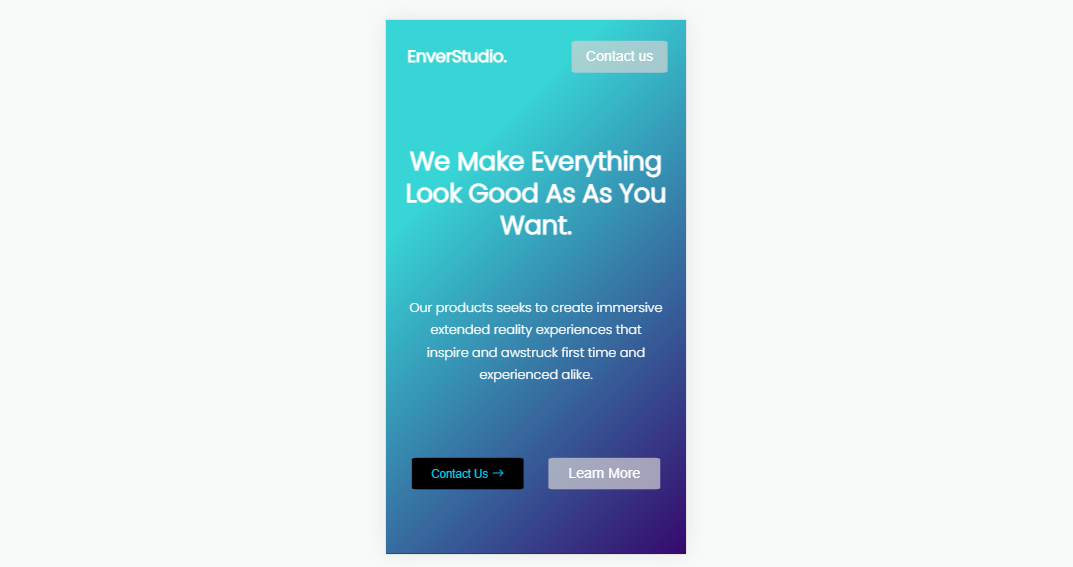 EnverStudio.
Contact us
We Make Everything
Look Good As As You
Want.
Our products seeks to create immersive
extended reality experiences that
inspire and awstruck first time and
experienced alike.
Contact Us →
Learn More